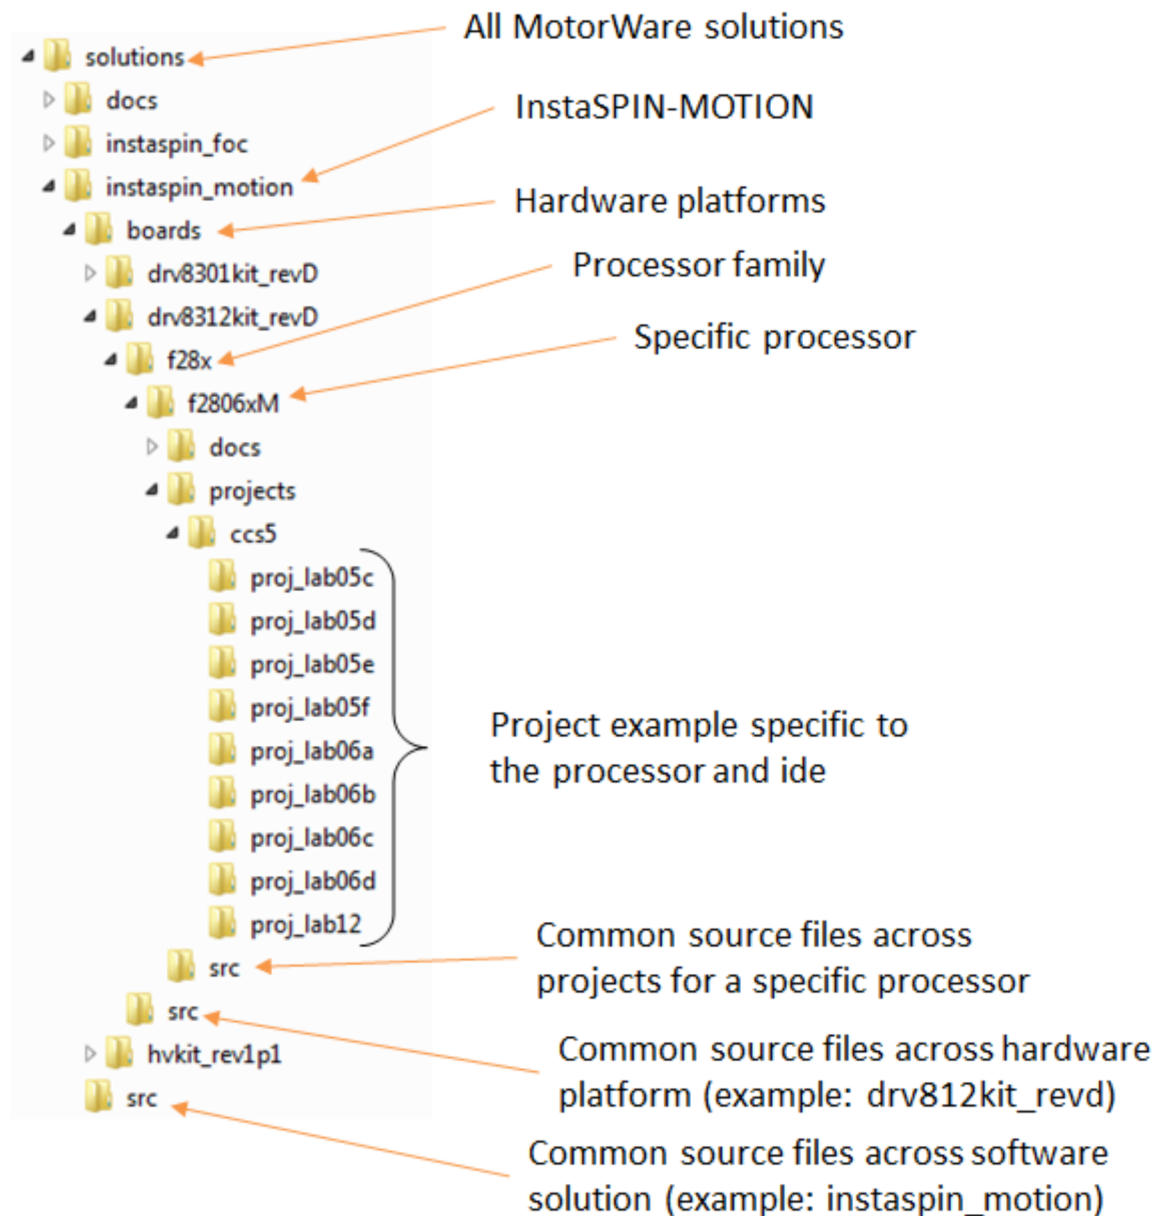 All MotorWare solutions
solutions
docs
InstaSPIN-MOTION
instaspin_foc
instaspin_motion
Hardware platforms
boards
drv8301kit_revD
Processor family
drv8312kit_revD
Specific processor
f28x
f2806xM
docs
projects
ccs5
proj_lab05c
proj_lab05d
proj_lab05e
proj_lab05f
proj_lab06a
proj_lab06b
proj_lab06c
proj_lab06d
proj_lab12
Project example specific to
the processor and ide
src
Common source files across
projects for a specific processor
src
hvkit_rev1p1
Common source files across hardware
platform (example: drv812kit_revd)
src
Common source files across software
solution (example: instaspin_motion)